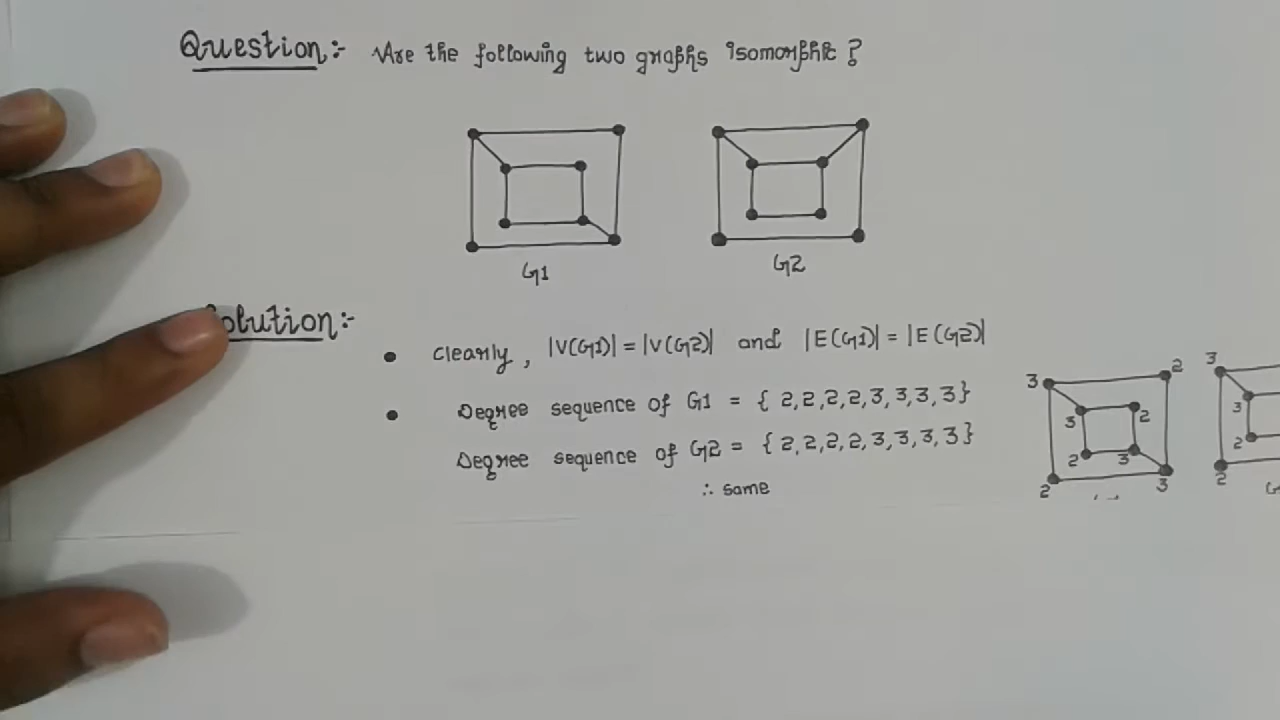 Question:- Are the following two graphs isomorphic ?
G1 G2
Solution:-
• Clearly , |V(G1)| = |V(G2)| and |E(G1)| = |E(G2)|
• Degree sequence of G1 = { 2,2,2,2,3,3,3,3}
Degree sequence of G2 = { 2,2,2,2,3,3,3,3}
∴ same
3 2 3
3 2 3
2 3 2
2 3 2